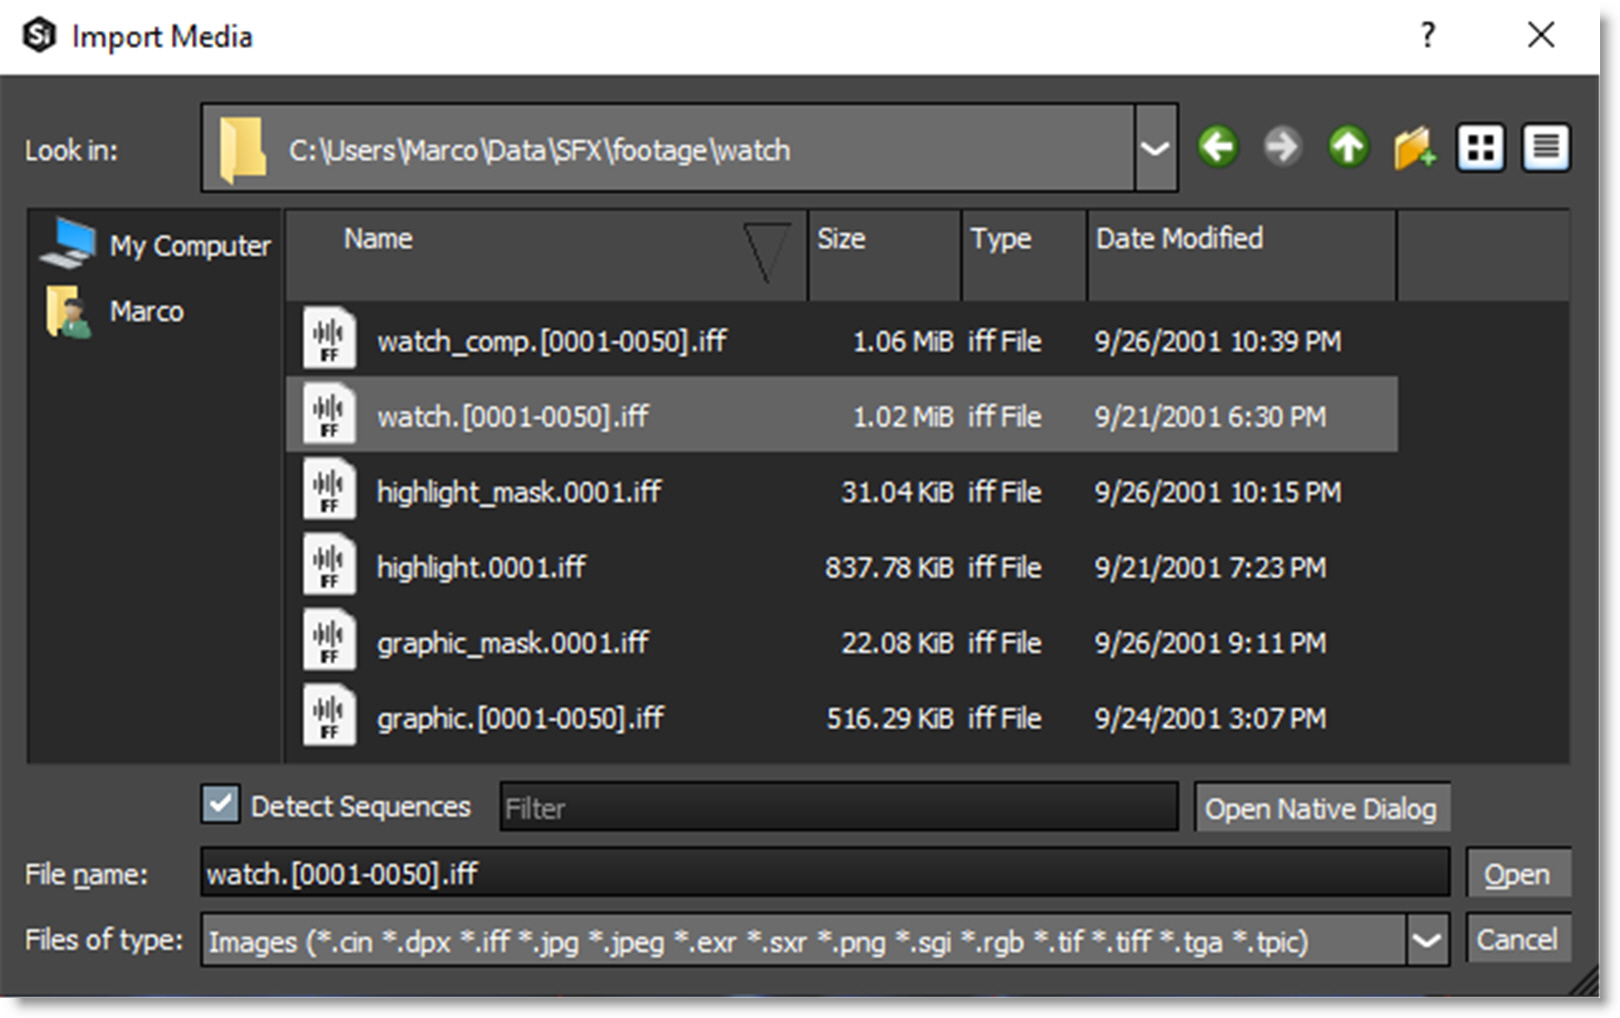 Si Import Media ?
Look in: C:\Users\Marco\Data\SFX\footage\watch
My Computer
Marco
Name Size Type Date Modified
IFF watch_comp.[0001-0050].iff 1.06 MiB iff File 9/26/2001 10:39 PM
IFF watch.[0001-0050].iff 1.02 MiB iff File 9/21/2001 6:30 PM
IFF highlight_mask.0001.iff 31.04 KiB iff File 9/26/2001 10:15 PM
IFF highlight.0001.iff 837.78 KiB iff File 9/21/2001 7:23 PM
IFF graphic_mask.0001.iff 22.08 KiB iff File 9/26/2001 9:11 PM
IFF graphic.[0001-0050].iff 516.29 KiB iff File 9/24/2001 3:07 PM
Detect Sequences Filter Open Native Dialog
File name: watch.[0001-0050].iff Open
Files of type: Images (*.cin *.dpx *.iff *.jpg *.jpeg *.exr *.sxr *.png *.sgi *.rgb *.tif *.tiff *.tga *.tpic) Cancel